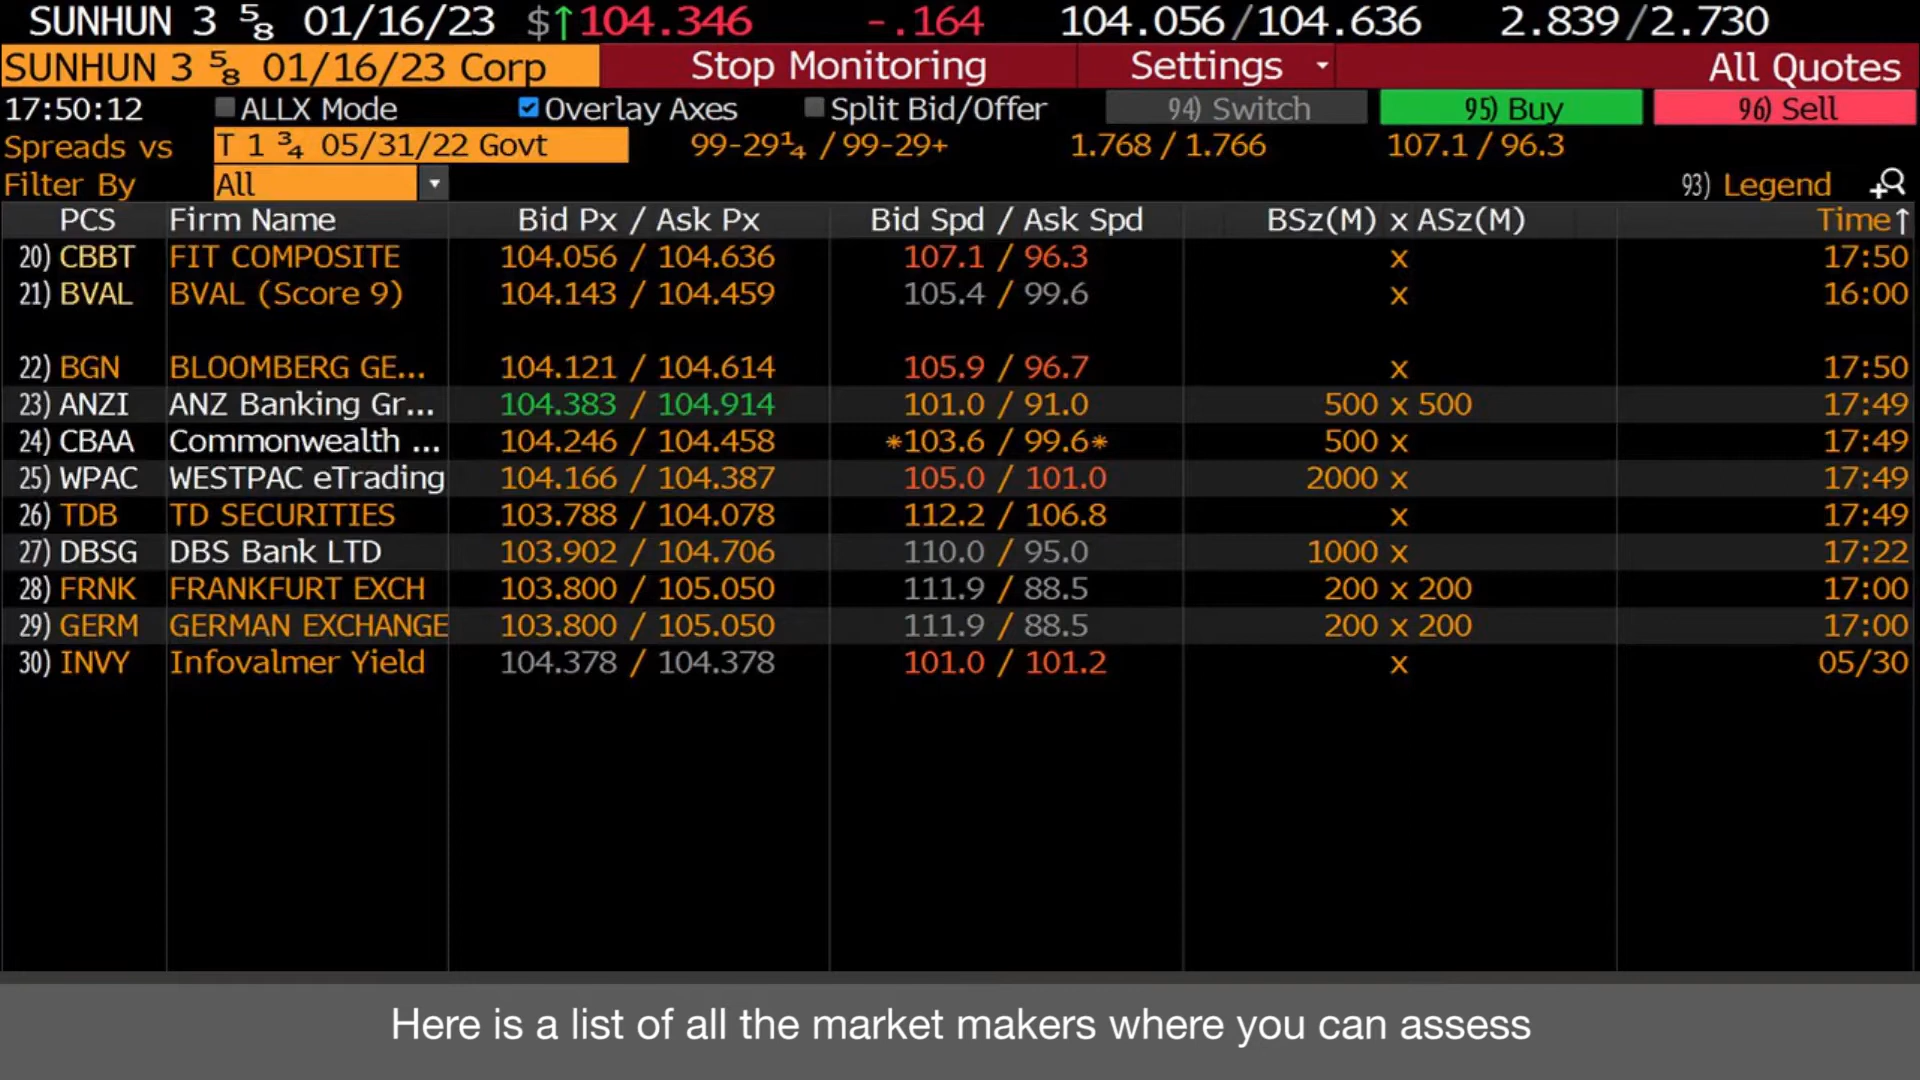 SUNHUN 3 ⅝ 01/16/23 $↑104.346 -.164 104.056/104.636 2.839/2.730
SUNHUN 3 ⅝ 01/16/23 Corp Stop Monitoring Settings All Quotes
17:50:12 ALLX Mode Overlay Axes Split Bid/Offer 94) Switch 95) Buy 96) Sell
Spreads vs T 1 ¾ 05/31/22 Govt 99-29¼ / 99-29+ 1.768 / 1.766 107.1 / 96.3
Filter By All 93) Legend
PCS Firm Name Bid Px / Ask Px Bid Spd / Ask Spd BSz(M) x ASz(M) Time↑
20) CBBT FIT COMPOSITE 104.056 / 104.636 107.1 / 96.3 x 17:50
21) BVAL BVAL (Score 9) 104.143 / 104.459 105.4 / 99.6 x 16:00
22) BGN BLOOMBERG GE... 104.121 / 104.614 105.9 / 96.7 x 17:50
23) ANZI ANZ Banking Gr... 104.383 / 104.914 101.0 / 91.0 500 x 500 17:49
24) CBAA Commonwealth ... 104.246 / 104.458 *103.6 / 99.6* 500 x 17:49
25) WPAC WESTPAC eTrading 104.166 / 104.387 105.0 / 101.0 2000 x 17:49
26) TDB TD SECURITIES 103.788 / 104.078 112.2 / 106.8 x 17:49
27) DBSG DBS Bank LTD 103.902 / 104.706 110.0 / 95.0 1000 x 17:22
28) FRNK FRANKFURT EXCH 103.800 / 105.050 111.9 / 88.5 200 x 200 17:00
29) GERM GERMAN EXCHANGE 103.800 / 105.050 111.9 / 88.5 200 x 200 17:00
30) INVY Infovalmer Yield 104.378 / 104.378 101.0 / 101.2 x 05/30
Here is a list of all the market makers where you can assess